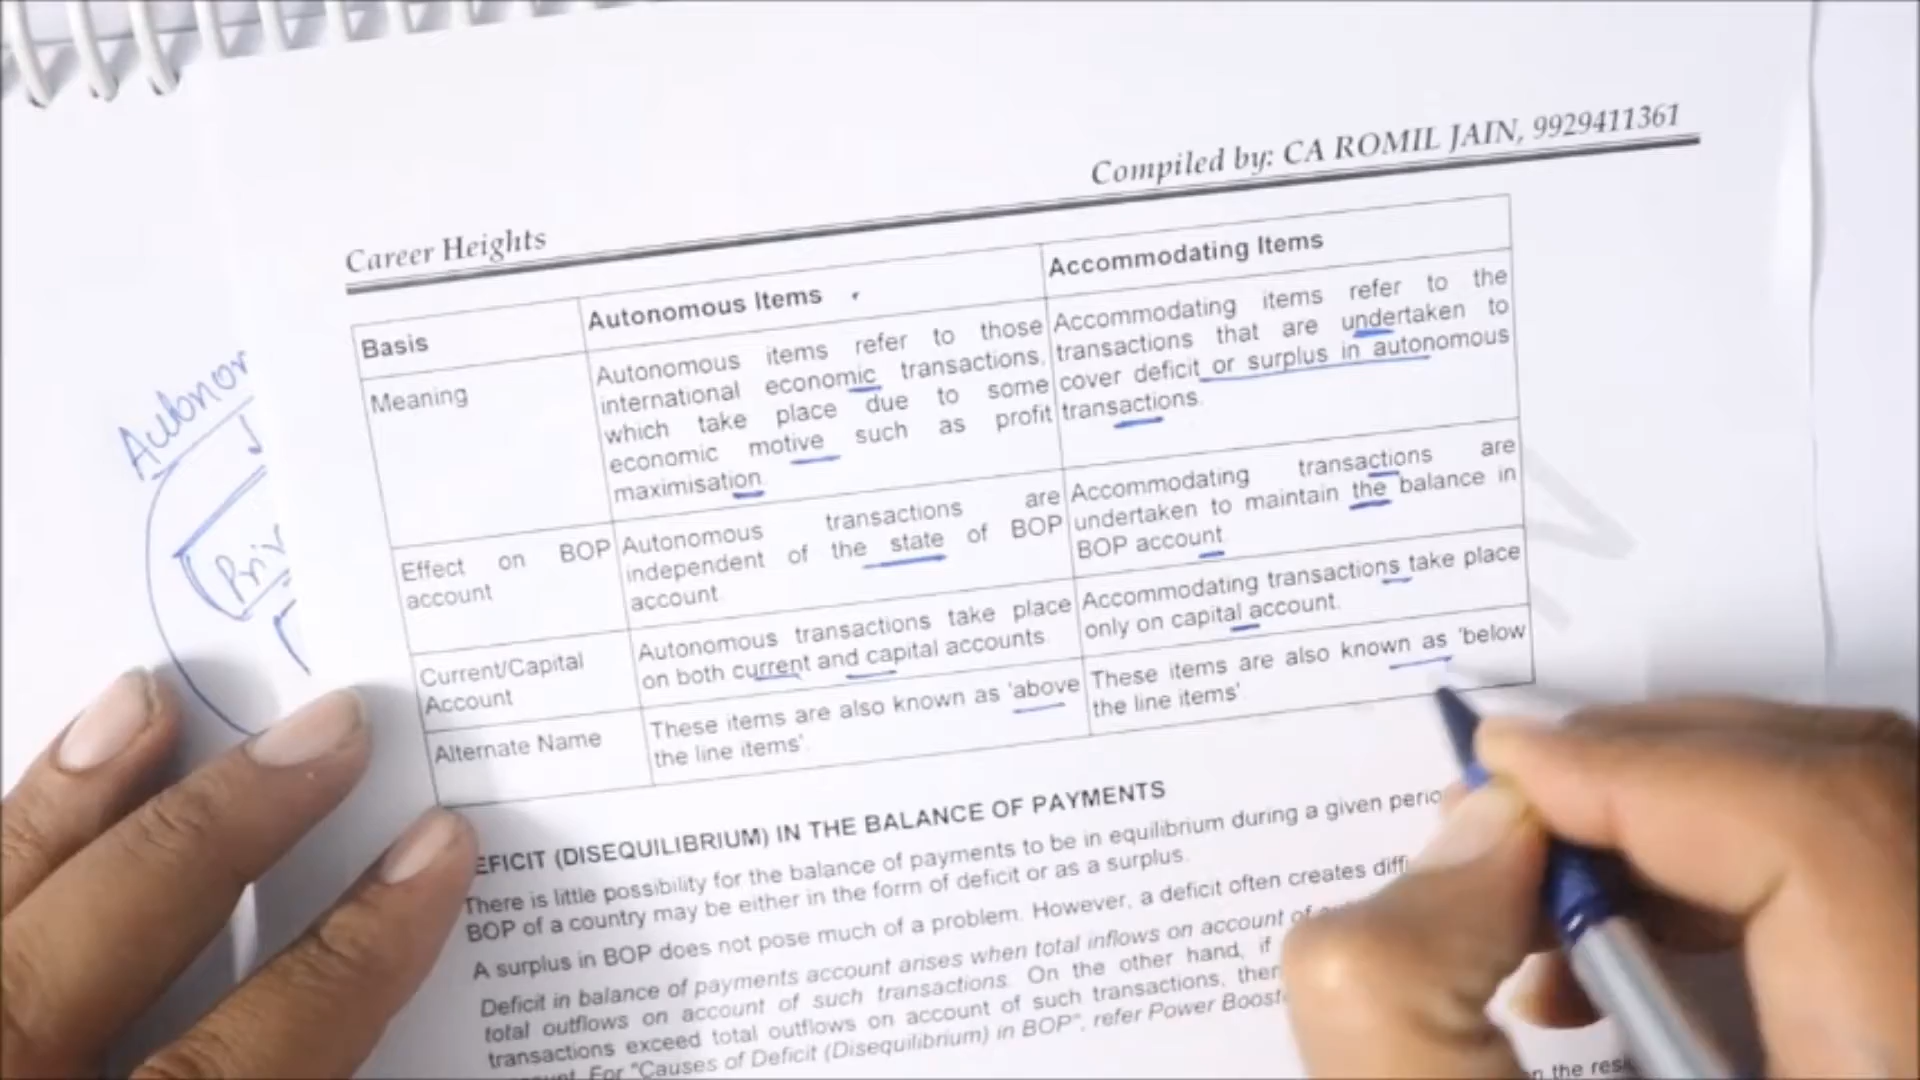 Compiled by: CA ROMIL JAIN, 9929411361
Career Heights
Basis
Autonomous Items
Accommodating Items
Meaning
Autonomous items refer to those
international economic transactions,
which take place due to some
economic motive such as profit
maximisation.
Accommodating items refer to the
transactions that are undertaken to
cover deficit or surplus in autonomous
transactions.
Effect on BOP
account
Autonomous transactions are
independent of the state of BOP
account.
Accommodating transactions are
undertaken to maintain the balance in
BOP account.
Current/Capital
Account
Autonomous transactions take place
on both current and capital accounts
Accommodating transactions take place
only on capital account.
Alternate Name
These items are also known as 'above
the line items'.
These items are also known as 'below
the line items'.
EFICIT (DISEQUILIBRIUM) IN THE BALANCE OF PAYMENTS
There is little possibility for the balance of payments to be in equilibrium during a given
BOP of a country may be either in the form of deficit or as a surplus.
A surplus in BOP does not pose much of a problem. However, a deficit often creates
Deficit in balance of payments account arises when total inflows on account of
total outflows on account of such transactions. On the other hand, if
transactions exceed total outflows on account of such transactions,
For "Causes of Deficit (Disequilibrium) in BOP", refer Power
Autonom
Priv